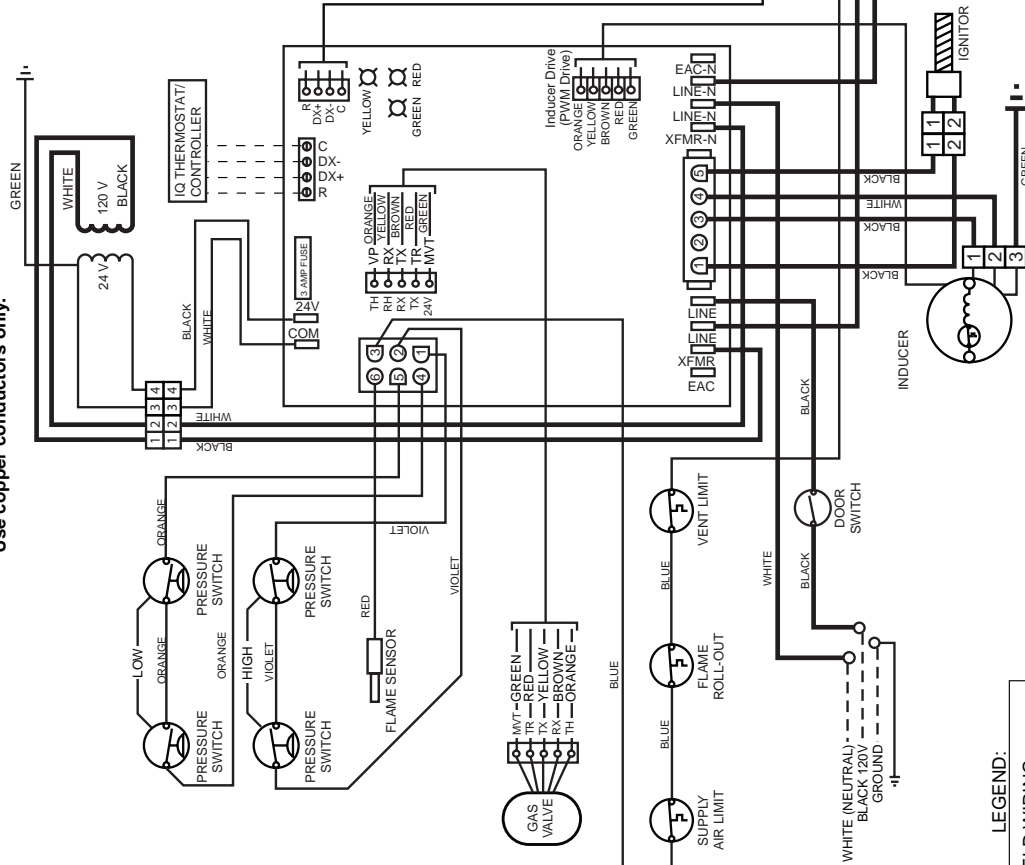 Use copper conductors only.
GREEN
WHITE
120 V
BLACK
24 V
IQ THERMOSTAT/
CONTROLLER
R
DX+
DX-
C
YELLOW
GREEN
RED
C
DX-
DX+
R
3 AMP FUSE
24V
COM
BLACK
WHITE
1 2 3 4
1 2 3 4
WHITE
BLACK
VP ORANGE
RX YELLOW
TX BROWN
TR RED
MVT GREEN
TH
RH
RX
TX
24V
3 2 1
6 5 4
Inducer Drive
(PWM Drive)
ORANGE
YELLOW
BROWN
RED
GREEN
EAC-N
LINE-N
LINE-N
XFMR-N
5
4
3
2
1
LINE
LINE
XFMR
EAC
BLACK
WHITE
BLACK
BLACK
IGNITOR
1 1
2 2
GREEN
1
2
3
INDUCER
ORANGE
PRESSURE
SWITCH
LOW
ORANGE
PRESSURE
SWITCH
ORANGE
PRESSURE
SWITCH
HIGH
VIOLET
PRESSURE
SWITCH
VIOLET
VIOLET
RED
FLAME SENSOR
MVT GREEN
TR RED
TX YELLOW
RX BROWN
TH ORANGE
GAS
VALVE
BLUE
VENT LIMIT
BLUE
FLAME
ROLL-OUT
BLUE
SUPPLY
AIR LIMIT
WHITE
BLACK
DOOR
SWITCH
BLACK
WHITE (NEUTRAL)
BLACK 120V
GROUND
LEGEND: